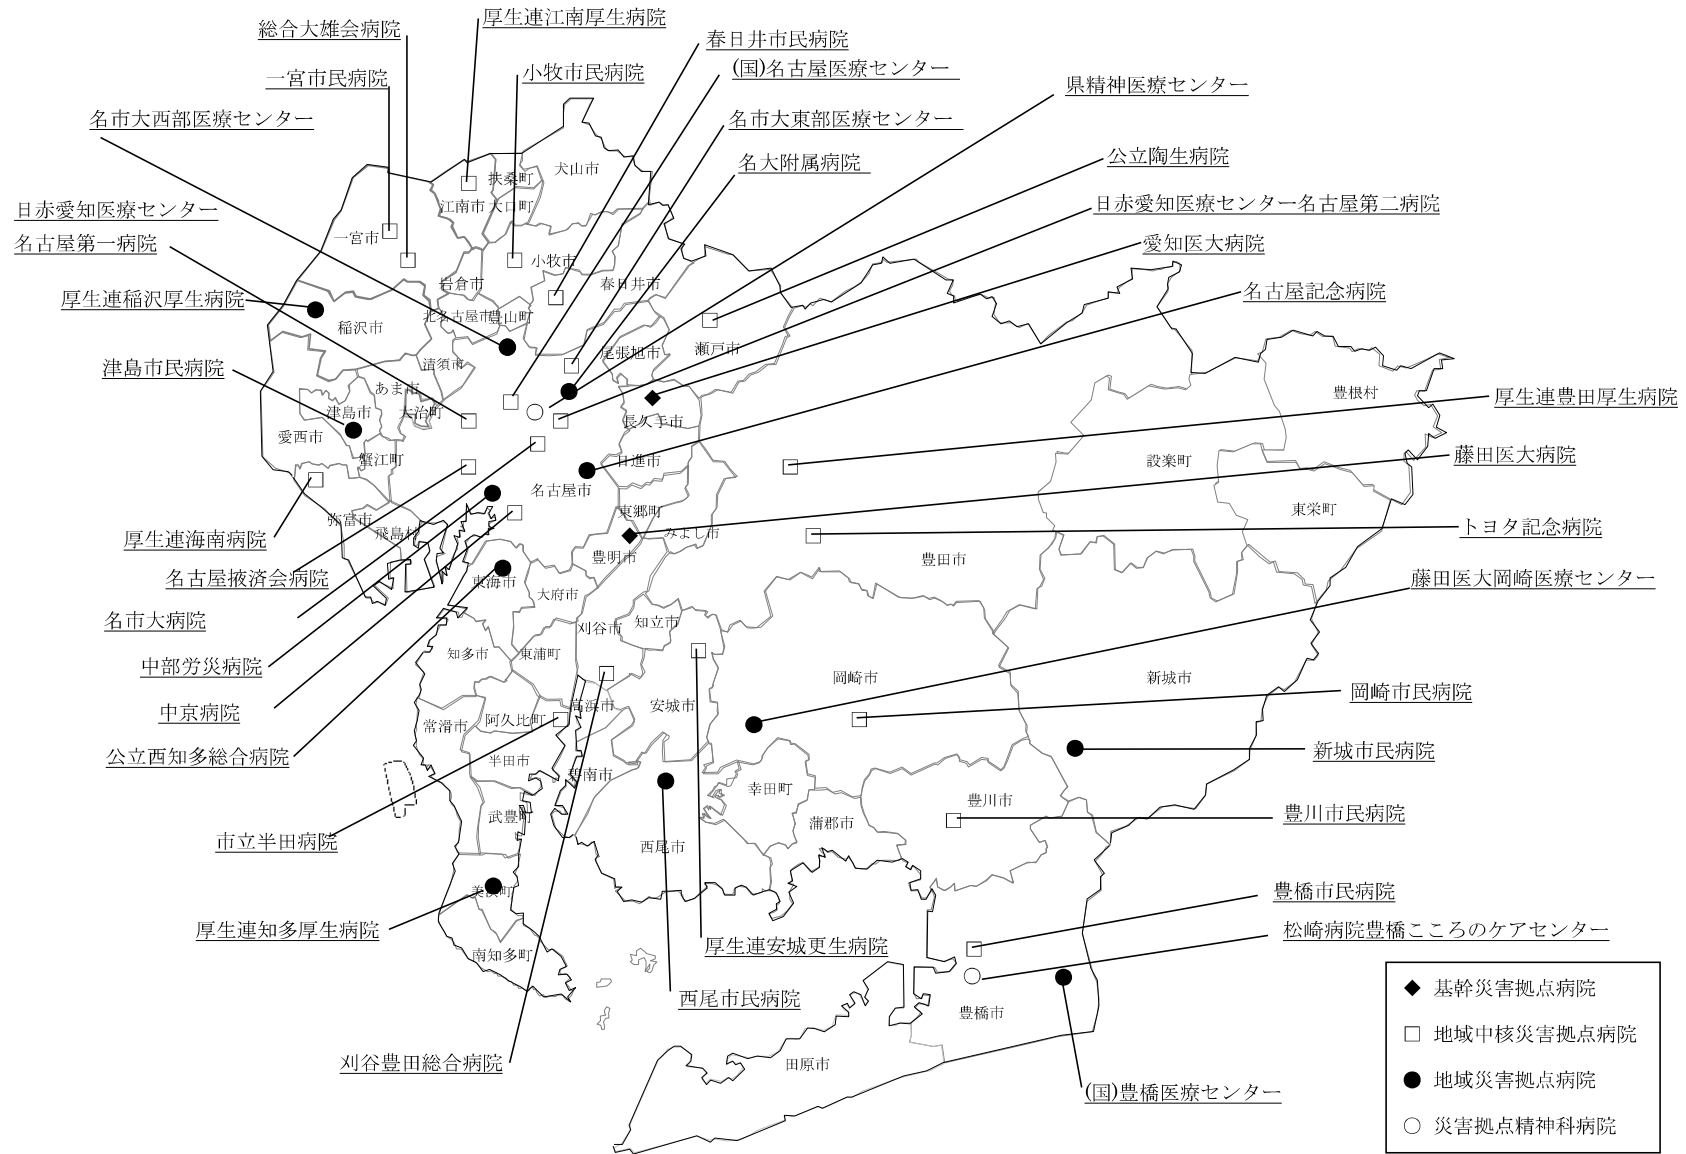 総合大雄会病院
厚生連江南厚生病院
一宮市民病院
小牧市民病院
春日井市民病院
(国)名古屋医療センター
名市大西部医療センター
名市大東部医療センター
県精神医療センター
名大附属病院
公立陶生病院
日赤愛知医療センター
名古屋第一病院
日赤愛知医療センター名古屋第二病院
愛知医大病院
厚生連稲沢厚生病院
名古屋記念病院
津島市民病院
厚生連豊田厚生病院
藤田医大病院
厚生連海南病院
トヨタ記念病院
名古屋掖済会病院
藤田医大岡崎医療センター
名市大病院
中部労災病院
岡崎市民病院
中京病院
新城市民病院
公立西知多総合病院
豊川市民病院
市立半田病院
豊橋市民病院
厚生連知多厚生病院
松崎病院豊橋こころのケアセンター
厚生連安城更生病院
西尾市民病院
刈谷豊田総合病院
(国)豊橋医療センター
犬山市
扶桑町
江南市
大口町
一宮市
小牧市
岩倉市
春日井市
北名古屋市
豊山町
稲沢市
清須市
尾張旭市
瀬戸市
あま市
津島市
大治町
長久手市
愛西市
蟹江町
日進市
名古屋市
弥富市
飛島村
東郷町
みよし市
豊明市
豊田市
豊根村
設楽町
東栄町
東海市
大府市
刈谷市
知立市
知多市
東浦町
岡崎市
新城市
高浜市
安城市
常滑市
阿久比町
半田市
碧南市
幸田町
豊川市
武豊町
蒲郡市
西尾市
美浜町
南知多町
豊橋市
田原市
基幹災害拠点病院
地域中核災害拠点病院
地域災害拠点病院
災害拠点精神科病院